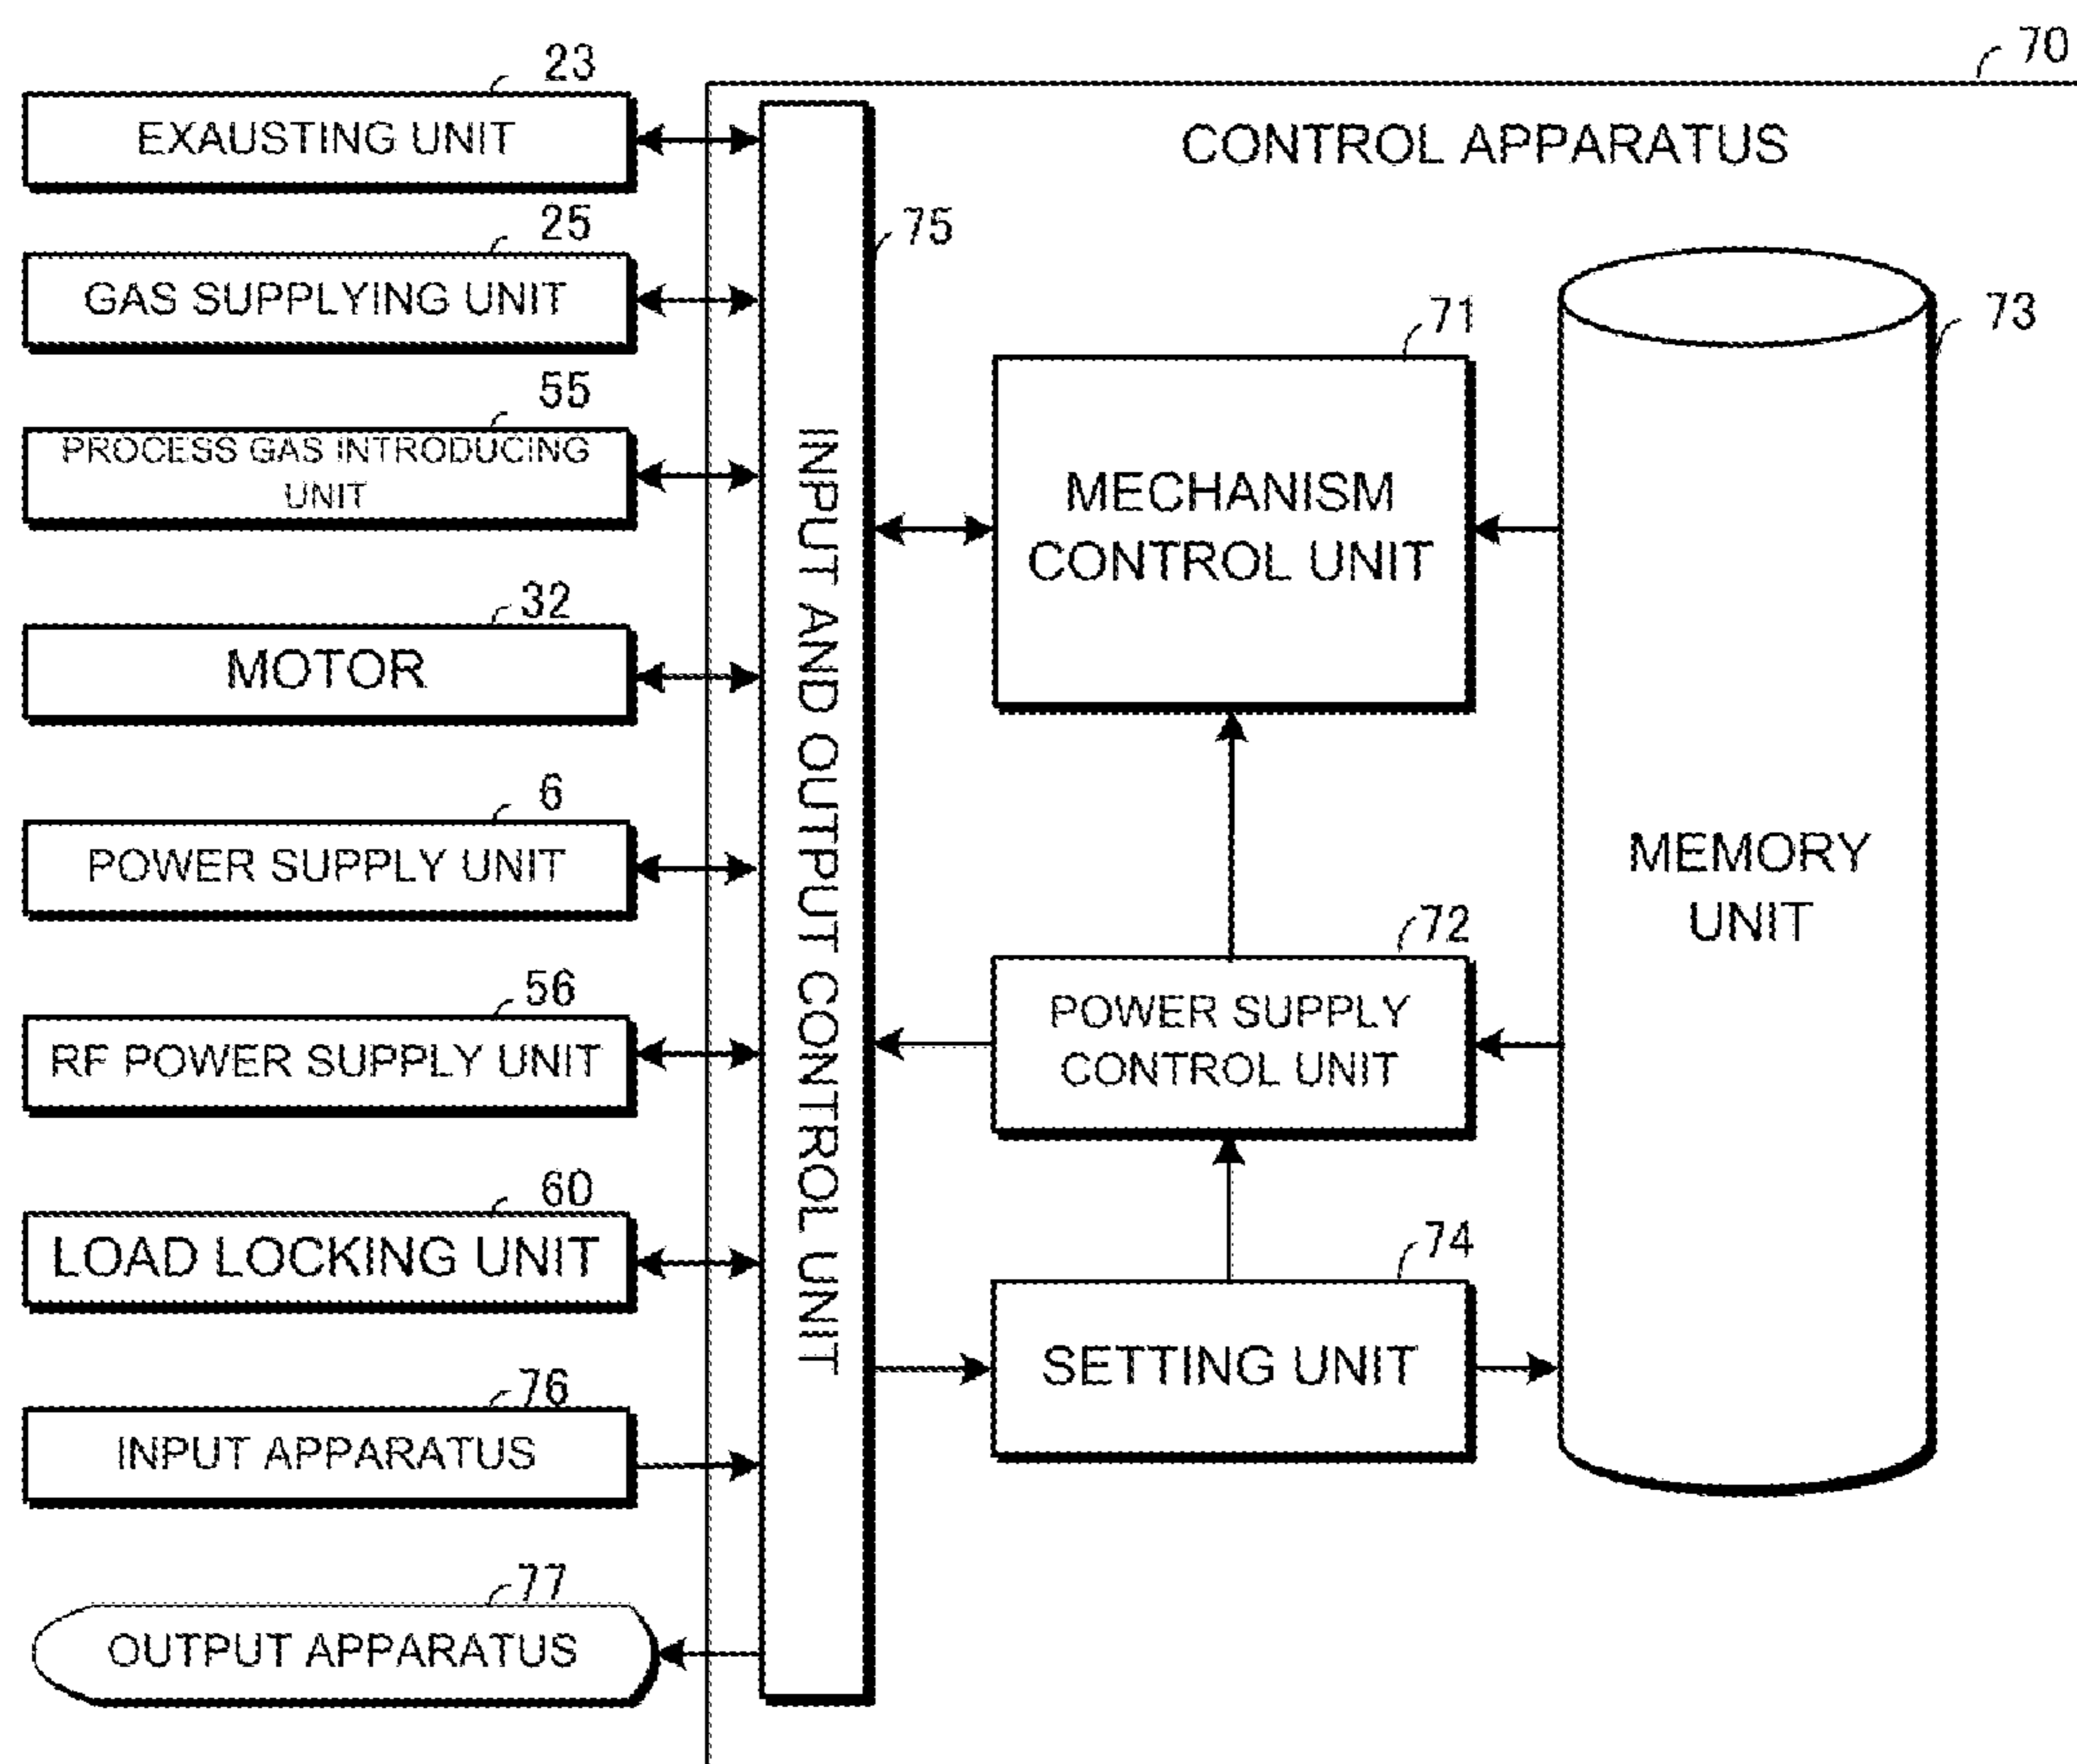 70
CONTROL APPARATUS
23
EXAUSTING UNIT
25
GAS SUPPLYING UNIT
55
PROCESS GAS INTRODUCING
UNIT
32
MOTOR
6
POWER SUPPLY UNIT
56
RF POWER SUPPLY UNIT
60
LOAD LOCKING UNIT
76
INPUT APPARATUS
77
OUTPUT APPARATUS
75
INPUT AND OUTPUT CONTROL UNIT
71
MECHANISM
CONTROL UNIT
72
POWER SUPPLY
CONTROL UNIT
74
SETTING UNIT
73
MEMORY
UNIT